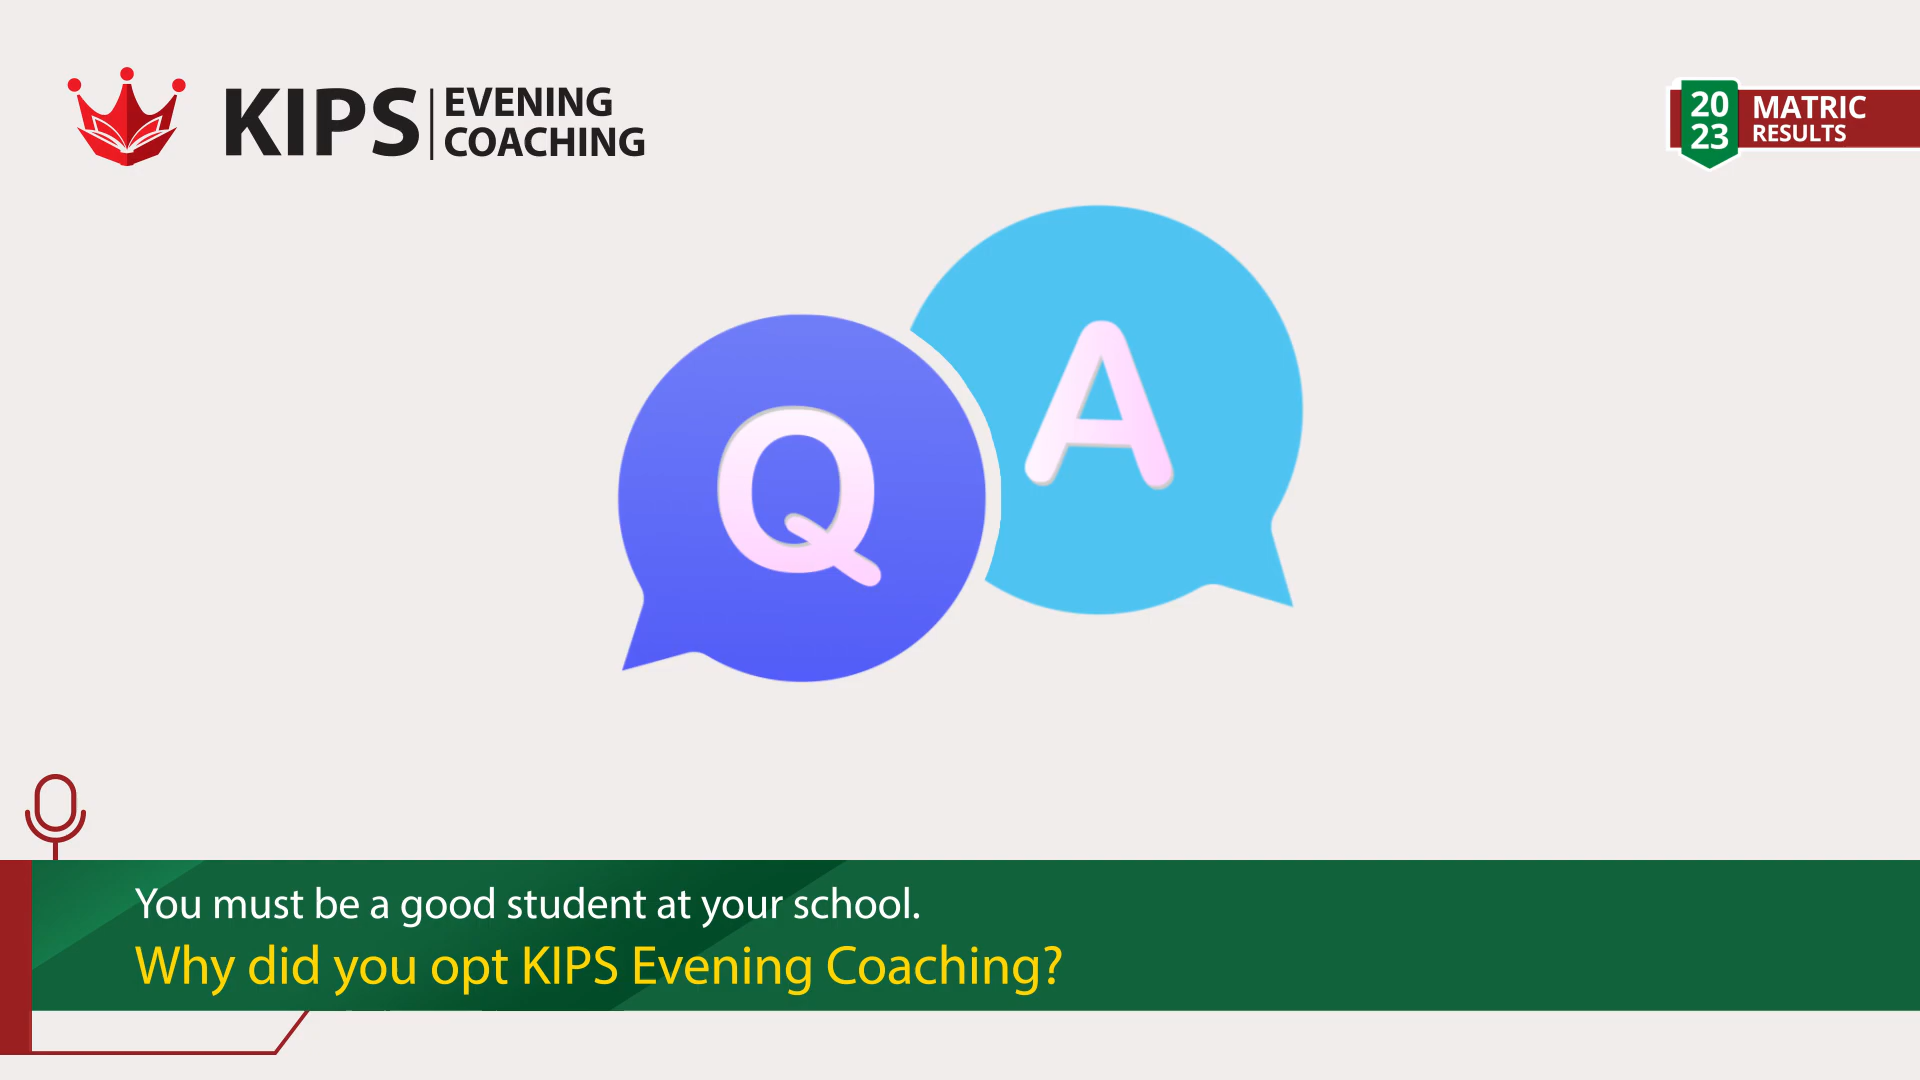 KIPS
EVENING
COACHING
20
23
MATRIC
RESULTS
Q
A
You must be a good student at your school.
Why did you opt KIPS Evening Coaching?